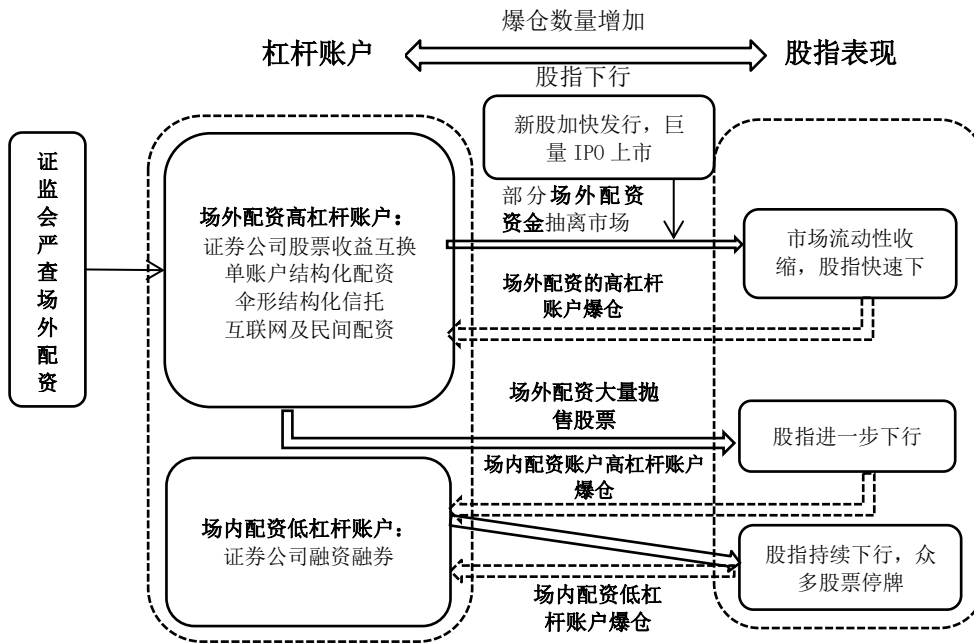 爆仓数量增加
杠杆账户
股指表现
股指下行
新股加快发行，巨
量 IPO 上市
证
监
会
严
查
场
外
配
资
部分场外配资
资金抽离市场
场外配资高杠杆账户：
证券公司股票收益互换
单账户结构化配资
伞形结构化信托
互联网及民间配资
市场流动性收
缩，股指快速下
场外配资的高杠杆
账户爆仓
场外配资大量抛
售股票
股指进一步下行
场内配资账户高杠杆账户
爆仓
场内配资低杠杆账户：
证券公司融资融券
股指持续下行，众
多股票停牌
场内配资低杠
杆账户爆仓